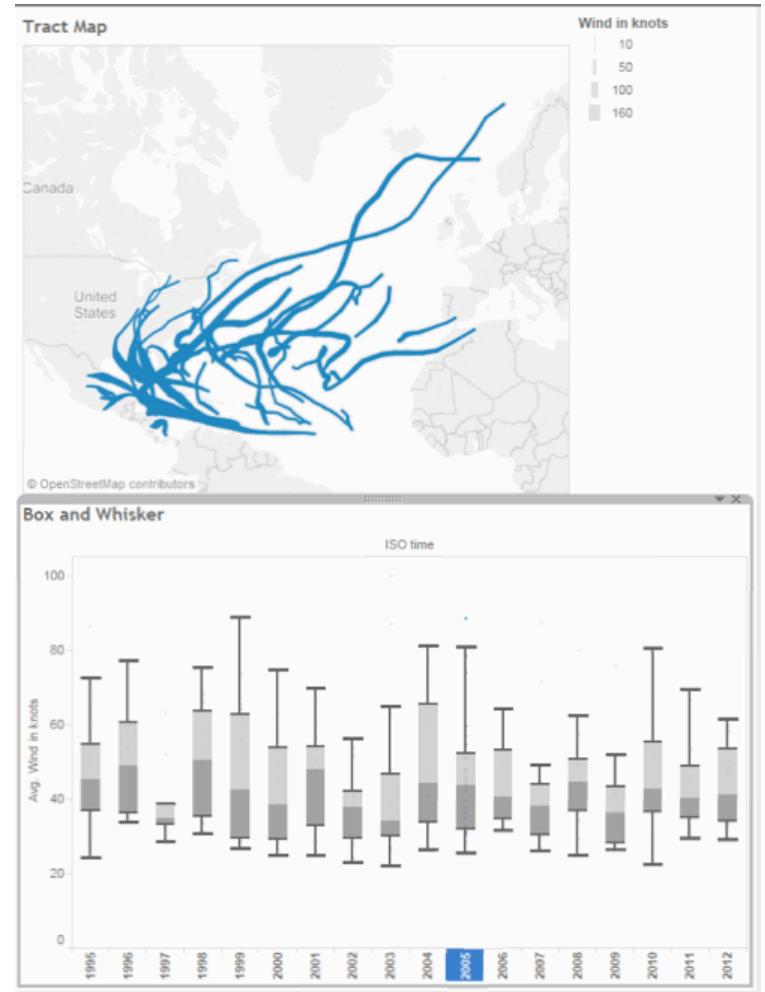 Tract Map
Wind in knots
10
50
100
160
Canada
United
States
© OpenStreetMap contributors
Box and Whisker
ISO time
Avg. Wind in knots
100
80
60
40
20
0
1995 1996 1997 1998 1999 2000 2001 2002 2003 2004 2005 2006 2007 2008 2009 2010 2011 2012